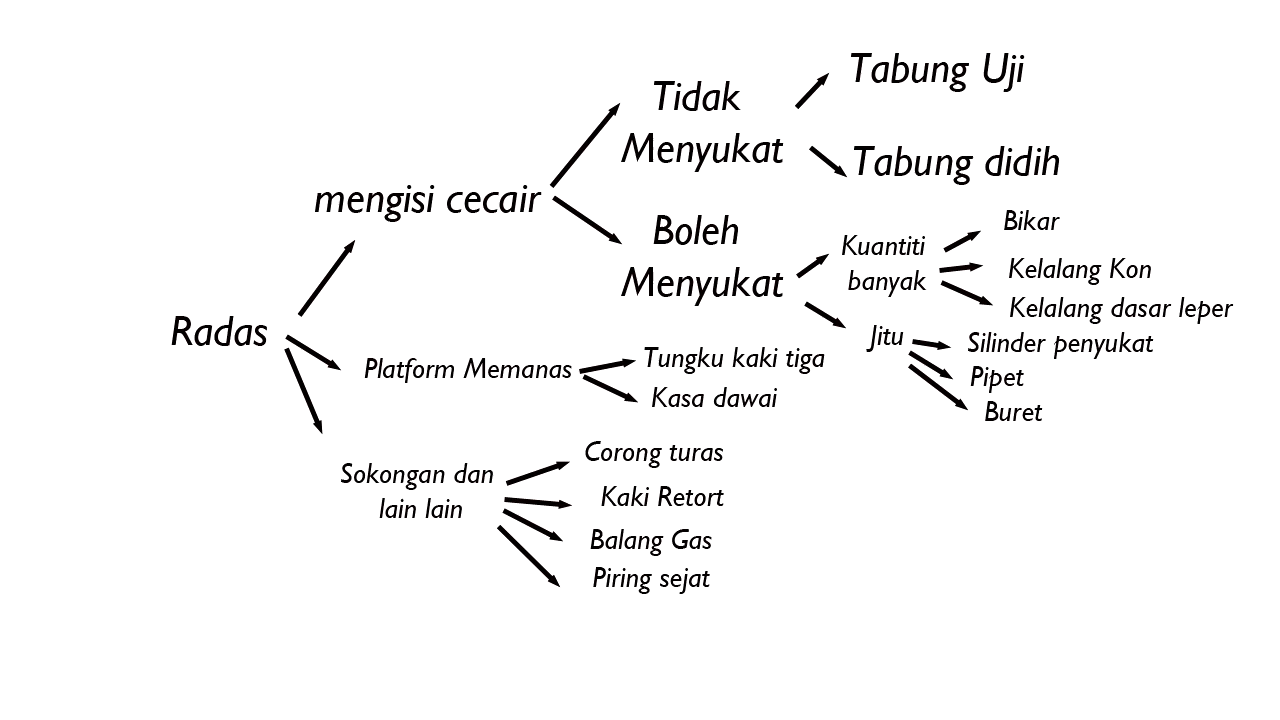 Radas
mengisi cecair
Tidak
Menyukat
Tabung Uji
Tabung didih
Boleh
Menyukat
Kuantiti
banyak
Bikar
Kelalang Kon
Kelalang dasar leper
Jitu
Silinder penyukat
Pipet
Buret
Platform Memanas
Tungku kaki tiga
Kasa dawai
Sokongan dan
lain lain
Corong turas
Kaki Retort
Balang Gas
Piring sejat